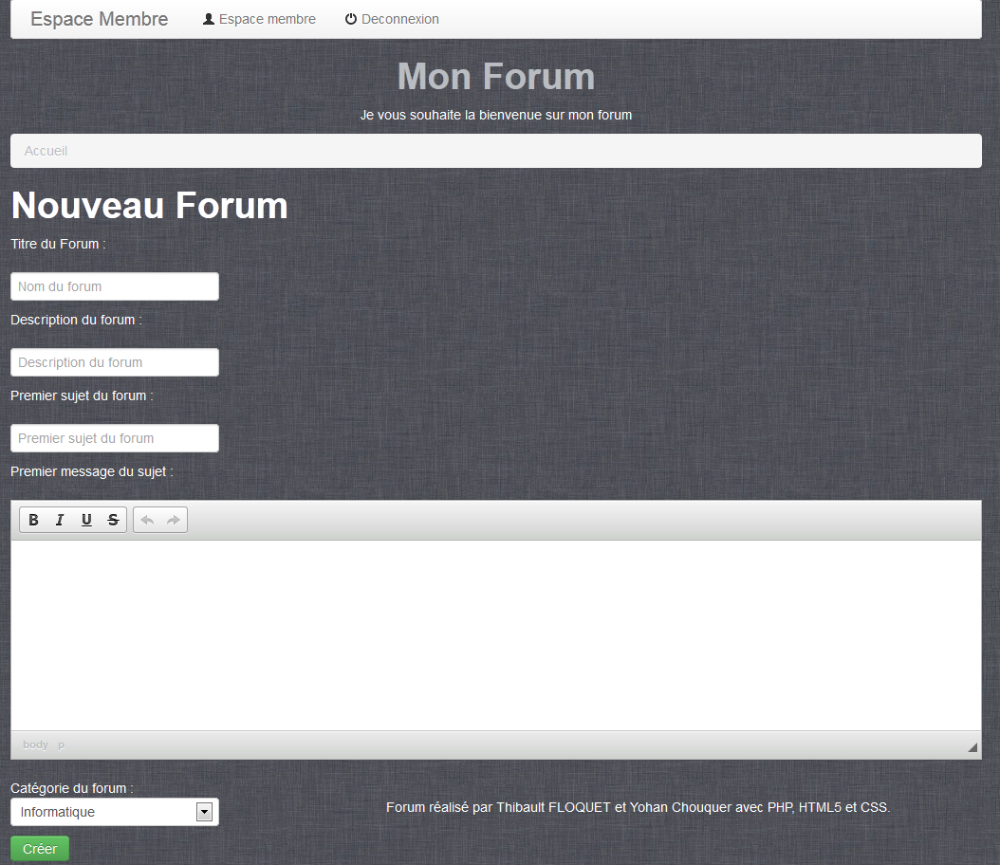 Espace Membre Espace membre Deconnexion
Mon Forum
Je vous souhaite la bienvenue sur mon forum
Accueil
Nouveau Forum
Titre du Forum :
Nom du forum
Description du forum :
Description du forum
Premier sujet du forum :
Premier sujet du forum
Premier message du sujet :
B I U S
body p
Catégorie du forum :
Informatique
Forum réalisé par Thibault FLOQUET et Yohan Chouquer avec PHP, HTML5 et CSS.
Créer